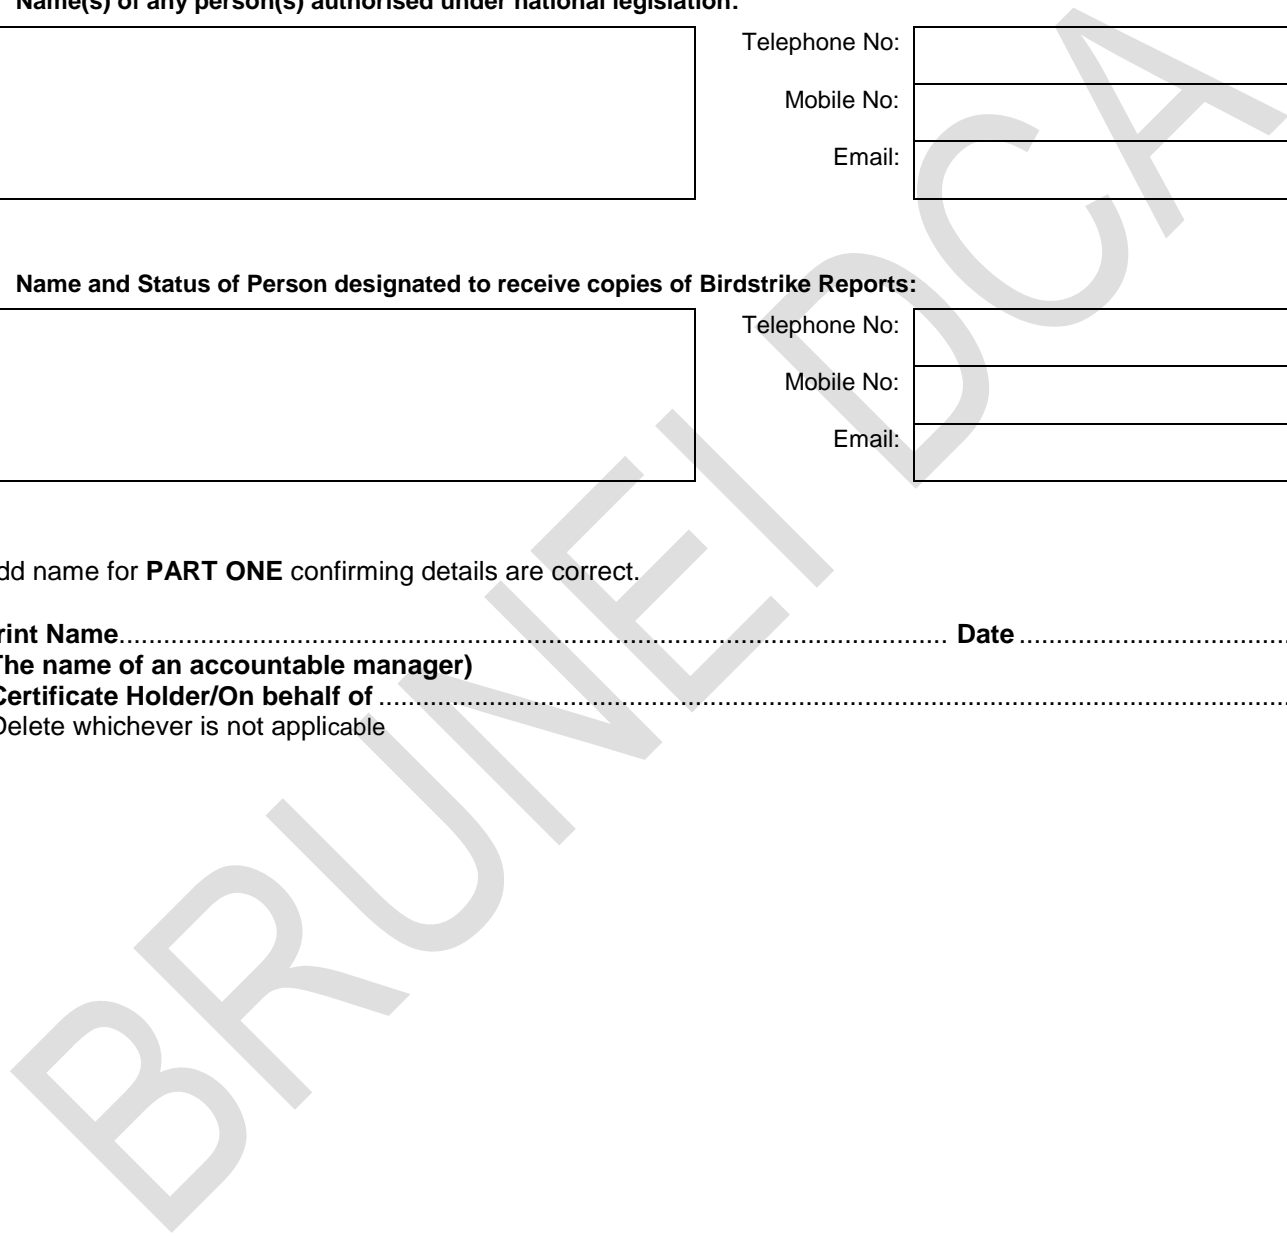 Name(s) of any person(s) authorised under national legislation:
Telephone No:
Mobile No:
Email:
Name and Status of Person designated to receive copies of Birdstrike Reports:
Telephone No:
Mobile No:
Email:
dd name for PART ONE confirming details are correct.
rint Name.......................................................................................................... Date....................................
The name of an accountable manager)
Certificate Holder/On behalf of........................................................................................................................
Delete whichever is not applicable
BRUNEI DCA